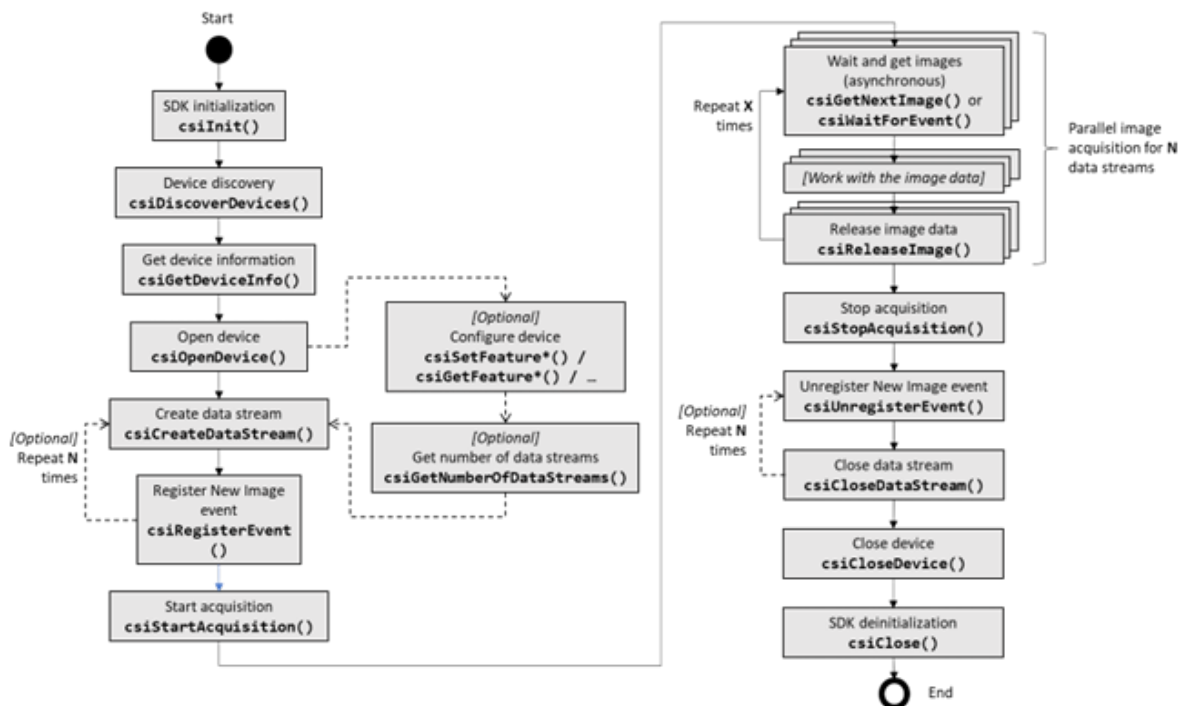 Start
SDK initialization
csiInit()
Device discovery
csiDiscoverDevices()
Get device information
csiGetDeviceInfo()
Open device
csiOpenDevice()
[Optional]
Configure device
csiSetFeature*() /
csiGetFeature*() / …
[Optional]
Get number of data streams
csiGetNumberOfDataStreams()
Create data stream
csiCreateDataStream()
[Optional]
Repeat N
times
Register New Image
event
csiRegisterEvent
()
Start acquisition
csiStartAcquisition()
Wait and get images
(asynchronous)
csiGetNextImage() or
csiWaitForEvent()
Repeat X
times
[Work with the image data]
Release image data
csiReleaseImage()
Parallel image
acquisition for N
data streams
Stop acquisition
csiStopAcquisition()
Unregister New Image event
csiUnregisterEvent()
[Optional]
Repeat N
times
Close data stream
csiCloseDataStream()
Close device
csiCloseDevice()
SDK deinitialization
csiClose()
End